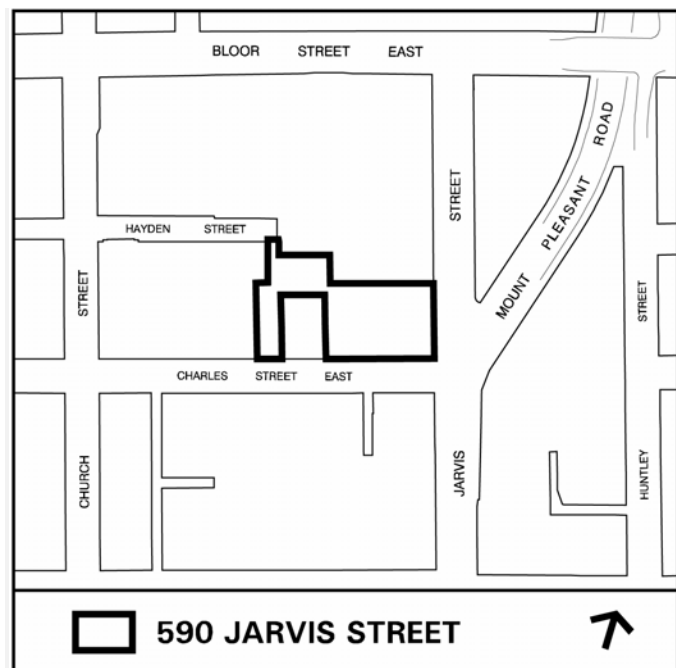 BLOOR STREET EAST
MOUNT PLEASANT ROAD
STREET
HAYDEN STREET
STREET
STREET
CHARLES STREET EAST
CHURCH
JARVIS
HUNTLEY
590 JARVIS STREET